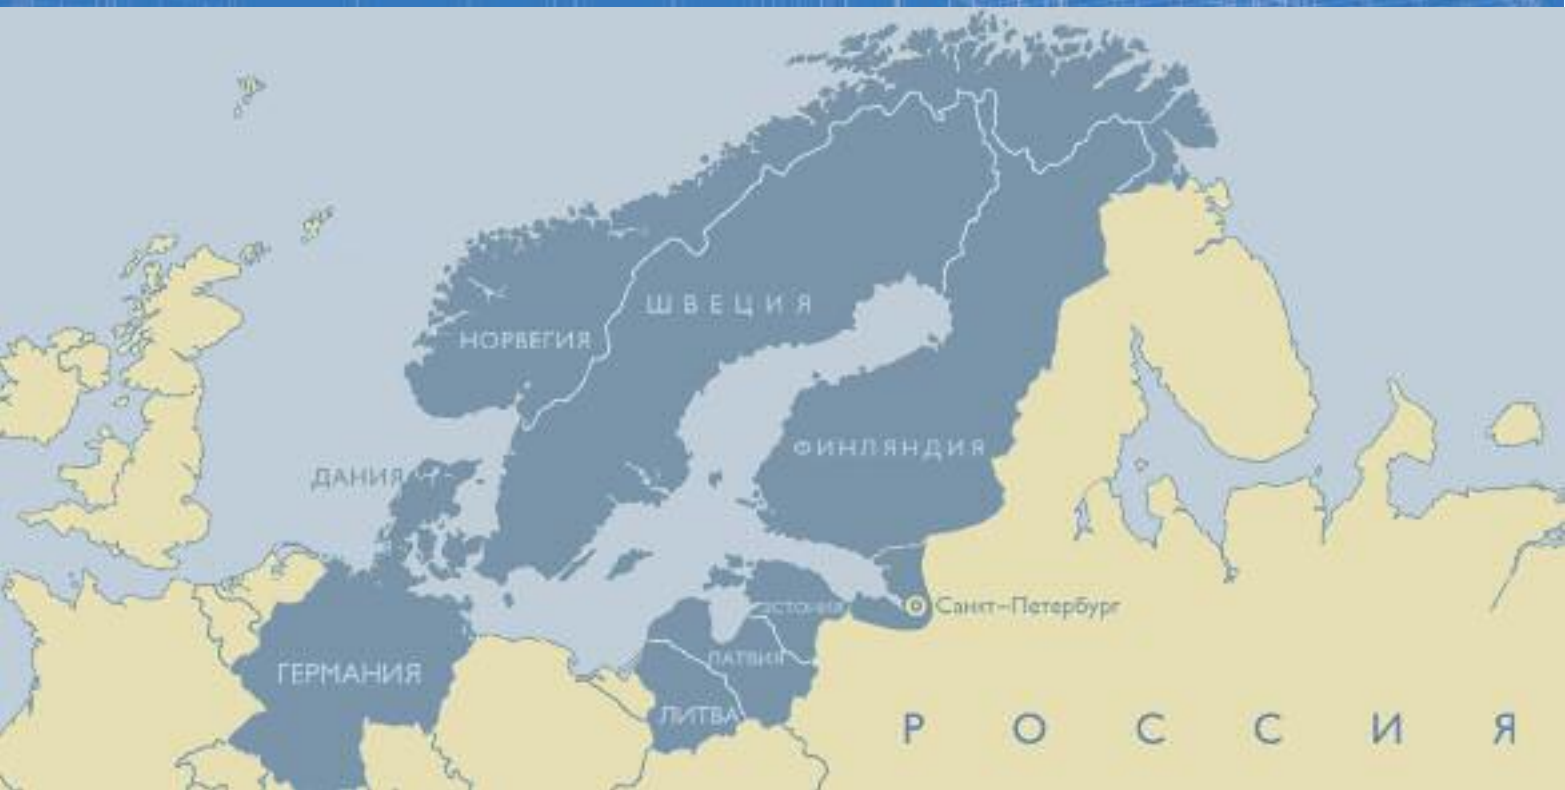 ШВЕЦИЯ
НОРВЕГИЯ
ФИНЛЯНДИЯ
ДАНИЯ
ЭСТОНИЯ
Санкт-Петербург
ЛАТВИЯ
ГЕРМАНИЯ
ЛИТВА
РОССИЯ